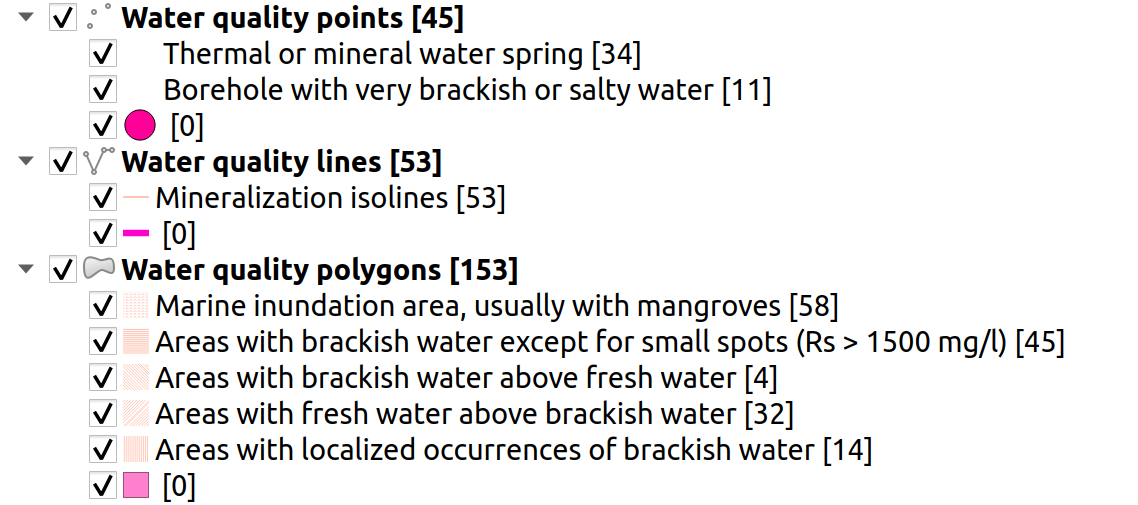 Water quality points [45]
Thermal or mineral water spring [34]
Borehole with very brackish or salty water [11]
[0]
Water quality lines [53]
Mineralization isolines [53]
[0]
Water quality polygons [153]
Marine inundation area, usually with mangroves [58]
Areas with brackish water except for small spots (Rs > 1500 mg/l) [45]
Areas with brackish water above fresh water [4]
Areas with fresh water above brackish water [32]
Areas with localized occurrences of brackish water [14]
[0]